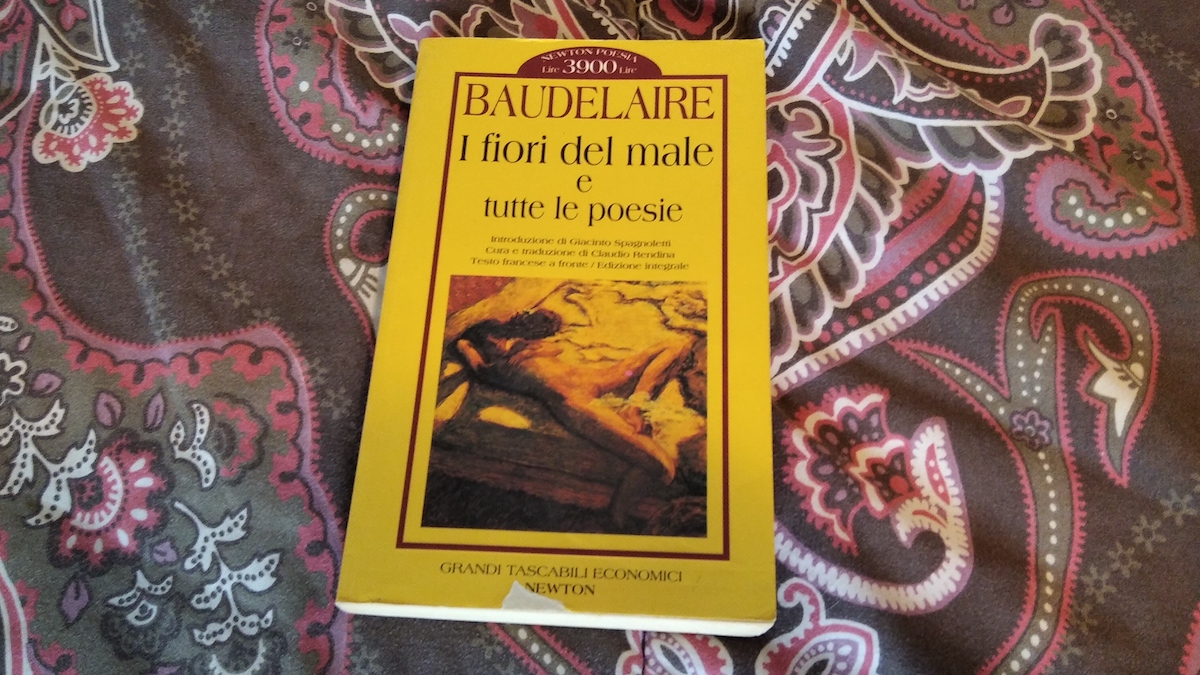 NEWTON POESIA
Lire 3900 Lire
BAUDELAIRE
I fiori del male
e
tutte le poesie
Introduzione di Giacinto Spagnoletti
Cura e traduzione di Claudio Rendina
Testo francese a fronte / Edizione integrale
GRANDI TASCABILI ECONOMICI
NEWTON